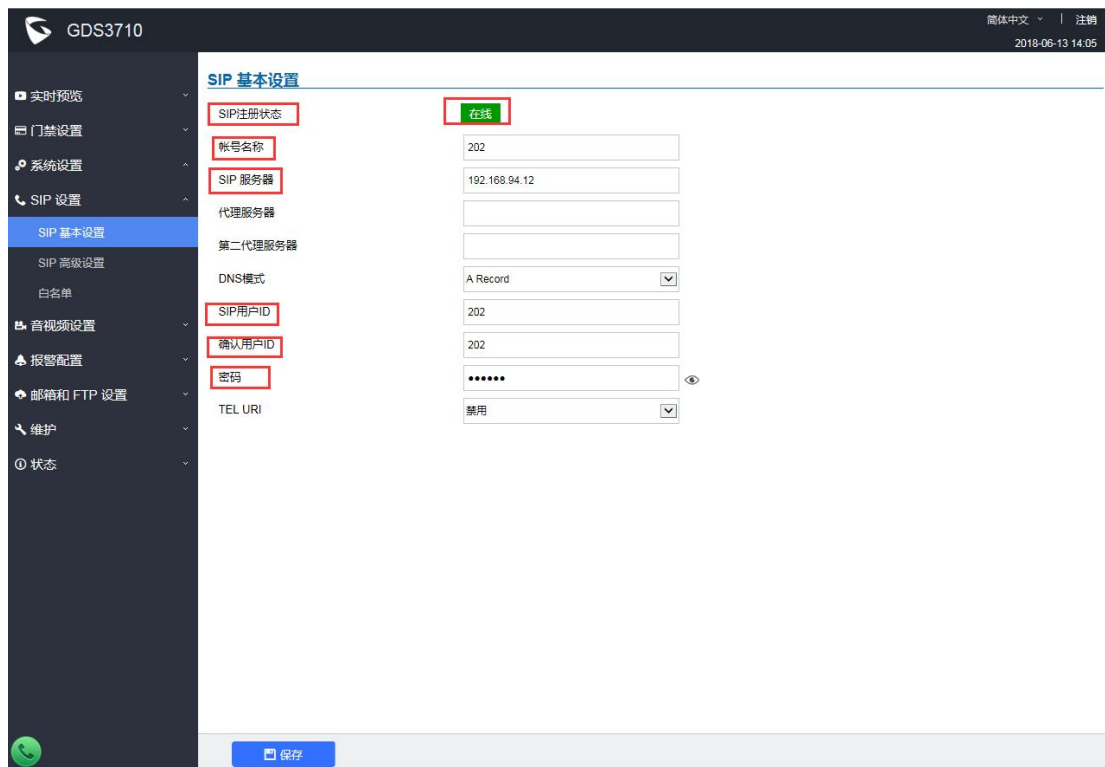 GDS3710
简体中文
注销
2018-06-13 14:05
实时预览
门禁设置
系统设置
SIP 设置
SIP 基本设置
SIP 高级设置
白名单
音视频设置
报警配置
邮箱和 FTP 设置
维护
状态
SIP 基本设置
SIP注册状态 在线
帐号名称 202
SIP 服务器 192.168.94.12
代理服务器
第二代理服务器
DNS模式 A Record
SIP用户ID 202
确认用户ID 202
密码 ••••••
TEL URI 禁用
保存